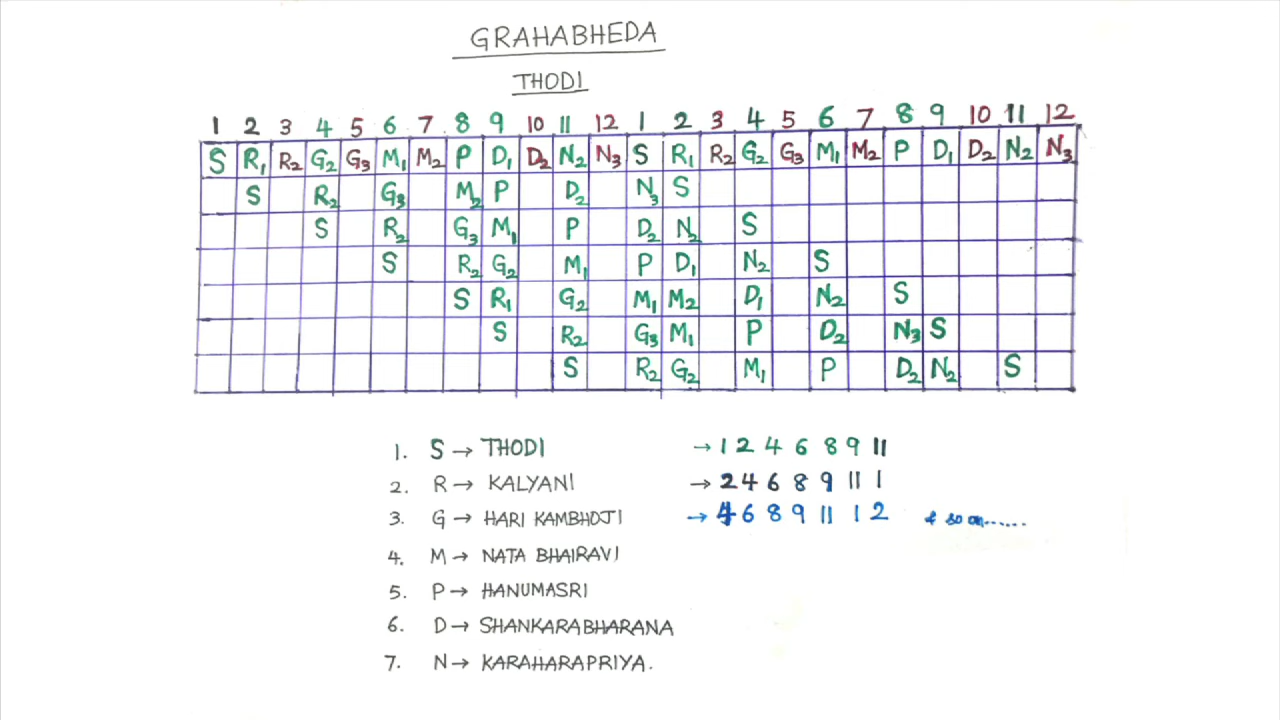 GRAHABHEDA
THODI
1 2 3 4 5 6 7 8 9 10 11 12 1 2 3 4 5 6 7 8 9 10 11 12
S R₁ R₂ G₂ G₃ M₁ M₂ P D₁ D₂ N₂ N₃ S R₁ R₂ G₂ G₃ M₁ M₂ P D₁ D₂ N₂ N₃
S R₂ G₃ M₂ P D₂ N₃ S
S R₂ G₃ M₁ P D₂ N₂ S
S R₂ G₂ M₁ P D₁ N₂ S
S R₁ G₂ M₁ M₂ D₁ N₂ S
S R₂ G₃ M₁ P D₂ N₃ S
S R₂ G₂ M₁ P D₂ N₂ S
1. S → THODI → 1 2 4 6 8 9 11
2. R → KALYANI → 2 4 6 8 9 11 1
3. G → HARI KAMBHOJI → 4 6 8 9 11 1 2 & so on......
4. M → NATA BHAIRAVI
5. P → HANUMASRI
6. D → SHANKARABHARANA
7. N → KARAHARAPRIYA.